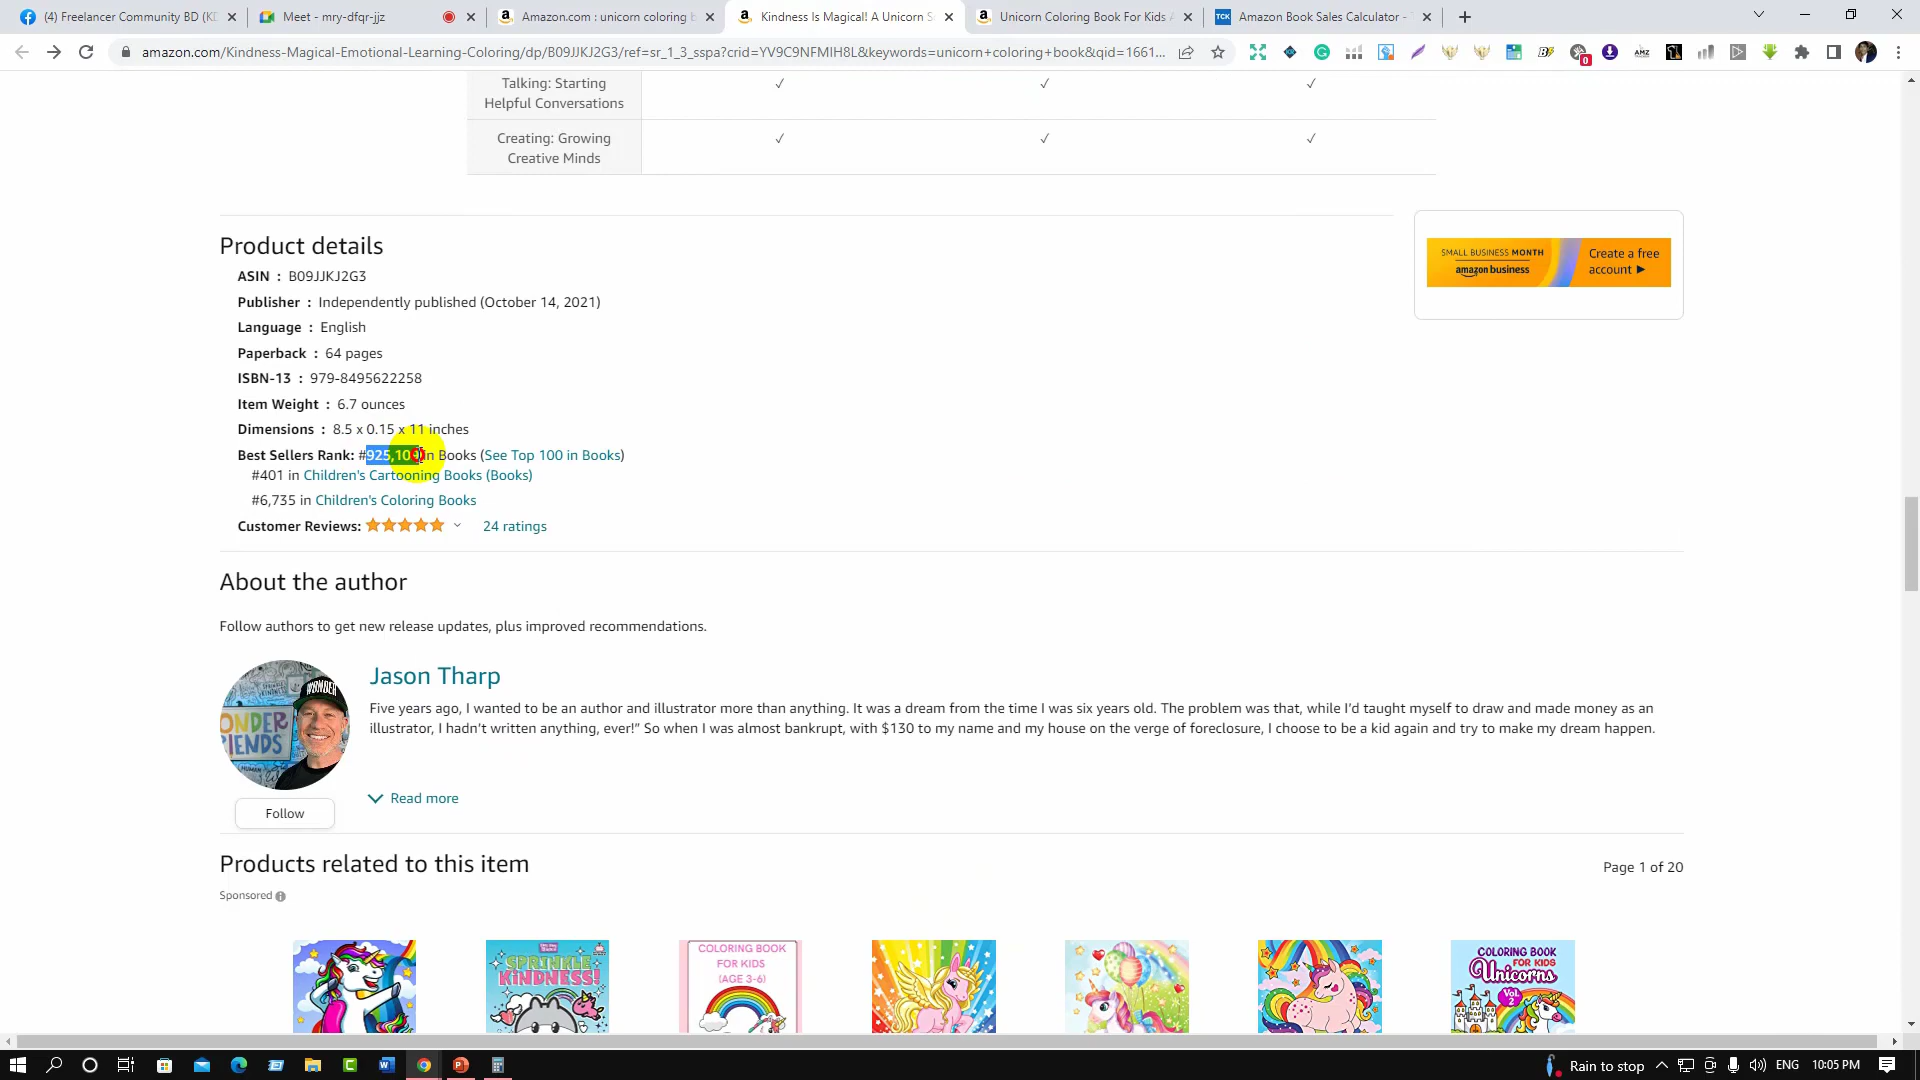 (4) Freelancer Community BD (KD
Meet - mry-dfqr-jjz
Amazon.com : unicorn coloring b
Kindness Is Magical! A Unicorn S
Unicorn Coloring Book For Kids A
Amazon Book Sales Calculator -
amazon.com/Kindness-Magical-Emotional-Learning-Coloring/dp/B09JJKJ2G3/ref=sr_1_3_sspa?crid=YV9C9NFMIH8L&keywords=unicorn+coloring+book&qid=1661...
Talking: Starting
Helpful Conversations
Creating: Growing
Creative Minds
Product details
ASIN : B09JJKJ2G3
Publisher : Independently published (October 14, 2021)
Language : English
Paperback : 64 pages
ISBN-13 : 979-8495622258
Item Weight : 6.7 ounces
Dimensions : 8.5 x 0.15 x 11 inches
Best Sellers Rank: in Books (See Top 100 in Books)
#401 in Children's Cartooning Books (Books)
#6,735 in Children's Coloring Books
Customer Reviews: 24 ratings
SMALL BUSINESS MONTH
amazon business
Create a free
account ▶
About the author
Follow authors to get new release updates, plus improved recommendations.
Jason Tharp
Five years ago, I wanted to be an author and illustrator more than anything. It was a dream from the time I was six years old. The problem was that, while I'd taught myself to draw and made money as an
illustrator, I hadn't written anything, ever!” So when I was almost bankrupt, with $130 to my name and my house on the verge of foreclosure, I choose to be a kid again and try to make my dream happen.
Read more
Follow
Products related to this item
Page 1 of 20
Sponsored
SPRINKLE
KINDNESS!
COLORING BOOK
FOR KIDS
(AGE 3-6)
COLORING BOOK
FOR KIDS
Unicorns
VOL
2
Rain to stop
ENG
10:05 PM